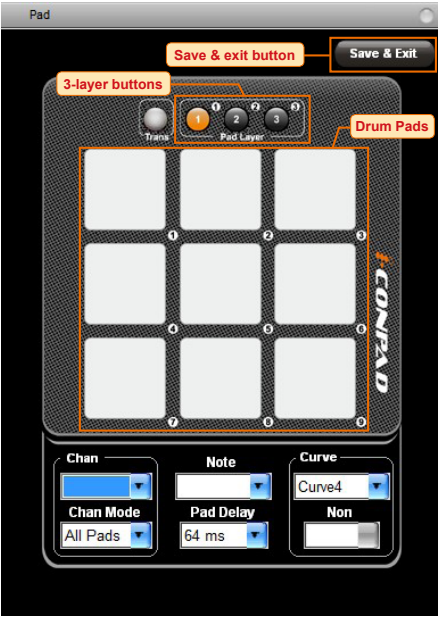 Pad
Save & exit button
Save & Exit
3-layer buttons
1 2 3
1 2 3
Trans
Pad Layer
Drum Pads
1 2 3
i-CONPAD
4 5 6
7 8 9
Chan
Note
Curve
Curve4
Chan Mode
Pad Delay
Non
All Pads
64 ms